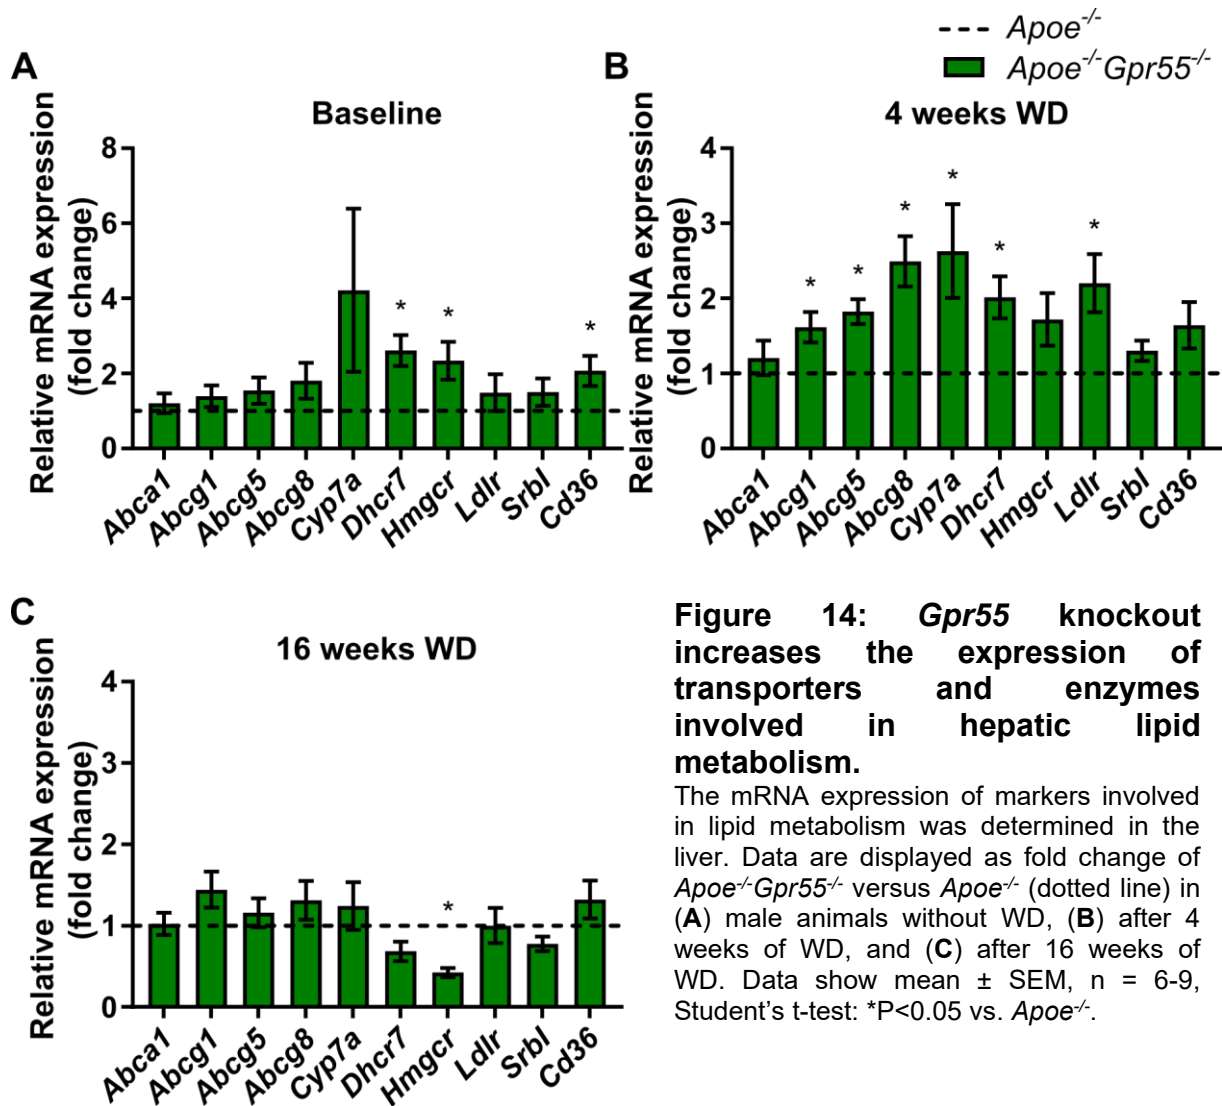 Apoe-/-
Apoe-/-Gpr55-/-
A
Baseline
Relative mRNA expression
(fold change)
8
6
4
2
0
*
*
*
Abca1
Abcg1
Abcg5
Abcg8
Cyp7a
Dhcr7
Hmgcr
Ldlr
SrbI
Cd36
B
4 weeks WD
Relative mRNA expression
(fold change)
4
3
2
1
0
*
*
*
*
*
*
Abca1
Abcg1
Abcg5
Abcg8
Cyp7a
Dhcr7
Hmgcr
Ldlr
SrbI
Cd36
C
16 weeks WD
Relative mRNA expression
(fold change)
4
3
2
1
0
*
Abca1
Abcg1
Abcg5
Abcg8
Cyp7a
Dhcr7
Hmgcr
Ldlr
SrbI
Cd36
Figure 14: Gpr55 knockout
increases the expression of
transporters and enzymes
involved in hepatic lipid
metabolism.
The mRNA expression of markers involved
in lipid metabolism was determined in the
liver. Data are displayed as fold change of
Apoe-/-Gpr55-/- versus Apoe-/- (dotted line) in
(A) male animals without WD, (B) after 4
weeks of WD, and (C) after 16 weeks of
WD. Data show mean ± SEM, n = 6-9,
Student’s t-test: *P<0.05 vs. Apoe-/-.